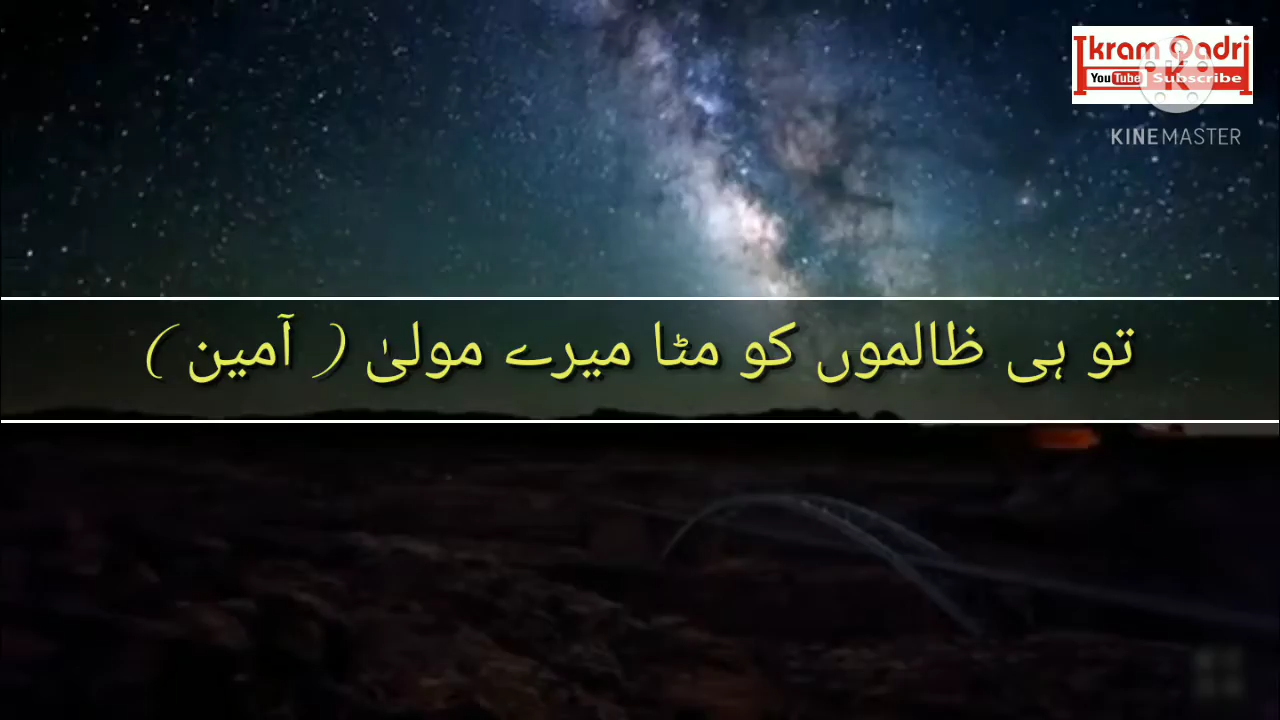 Ikram Qadri
YouTube Subscribe
KINEMASTER
تو ہی ظالموں کو مٹا میرے مولیٰ ( آمین )